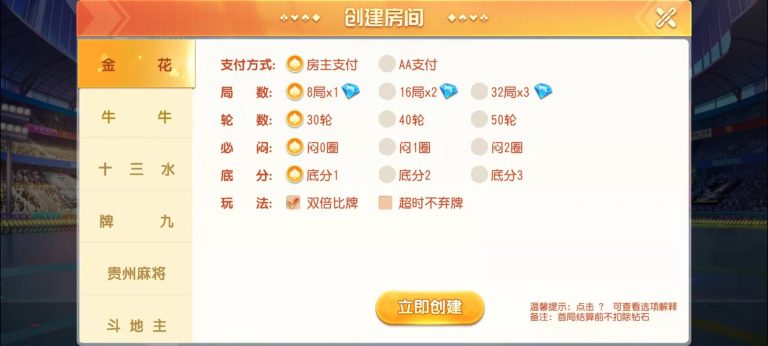 创建房间
金 花
牛 牛
十 三 水
牌 九
贵州麻将
斗 地 主
支付方式: 房主支付 AA支付
局 数: 8局x1 16局x2 32局x3
轮 数: 30轮 40轮 50轮
必 闷: 闷0圈 闷1圈 闷2圈
底 分: 底分1 底分2 底分3
玩 法: 双倍比牌 超时不弃牌
立即创建
温馨提示: 点击 ? 可查看选项解释
备注: 首局结算前不扣除钻石